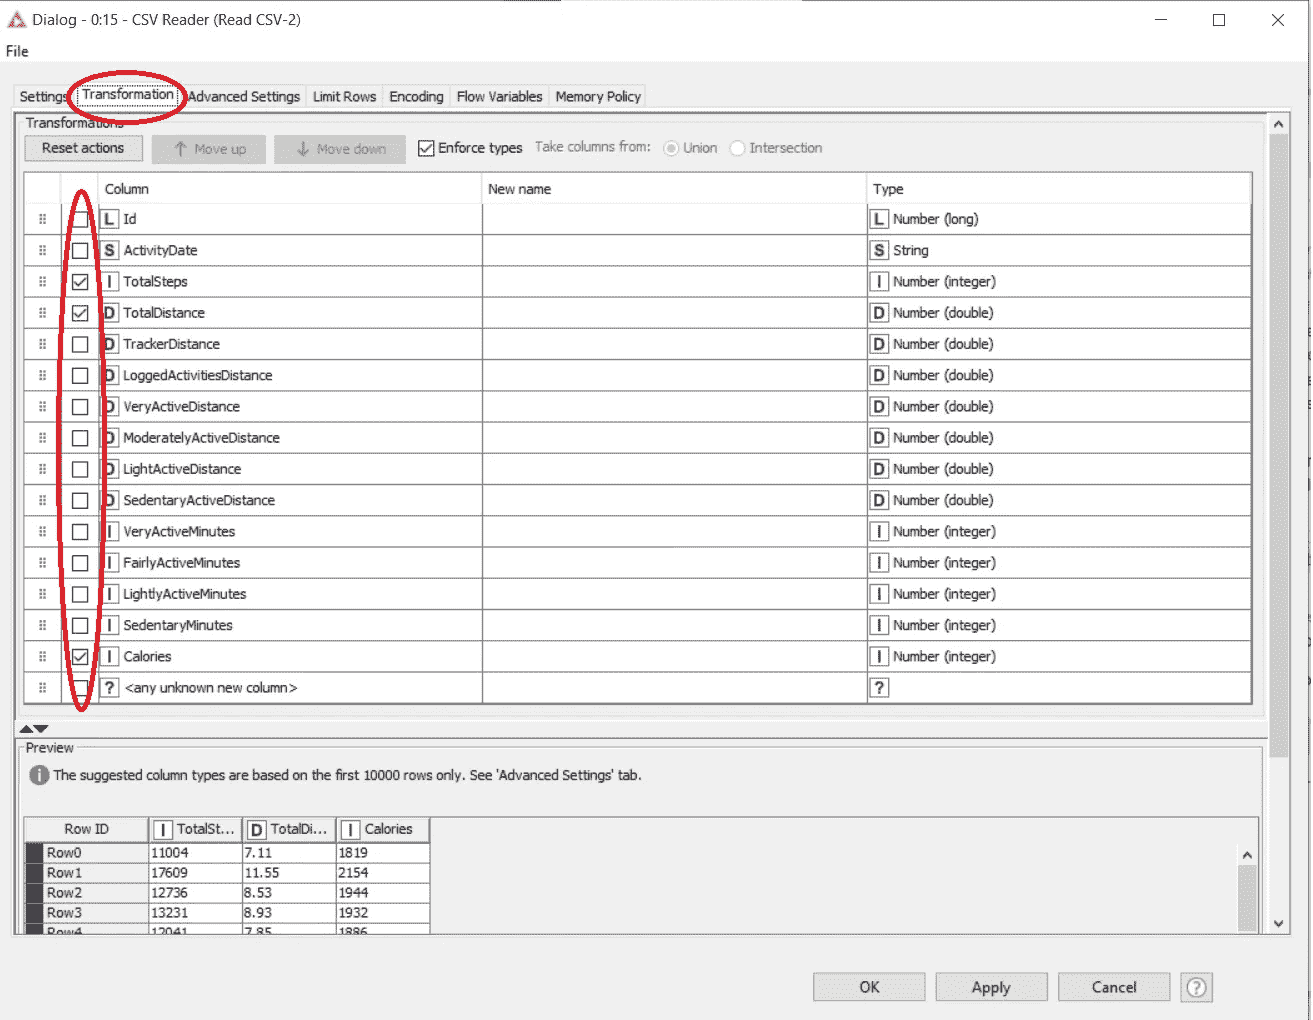 Dialog - 0:15 - CSV Reader (Read CSV-2)
File
Settings Transformation Advanced Settings Limit Rows Encoding Flow Variables Memory Policy
Transformations
Reset actions Move up Move down Enforce types Take columns from: Union Intersection
Column New name Type
L Id L Number (long)
S ActivityDate S String
I TotalSteps I Number (integer)
D TotalDistance D Number (double)
D TrackerDistance D Number (double)
D LoggedActivitiesDistance D Number (double)
D VeryActiveDistance D Number (double)
D ModeratelyActiveDistance D Number (double)
D LightActiveDistance D Number (double)
D SedentaryActiveDistance D Number (double)
I VeryActiveMinutes I Number (integer)
I FairlyActiveMinutes I Number (integer)
I LightlyActiveMinutes I Number (integer)
I SedentaryMinutes I Number (integer)
I Calories I Number (integer)
? <any unknown new column> ?
Preview
i The suggested column types are based on the first 10000 rows only. See 'Advanced Settings' tab.
Row ID I TotalSt... D TotalDi... I Calories
Row0 11004 7.11 1819
Row1 17609 11.55 2154
Row2 12736 8.53 1944
Row3 13231 8.93 1932
Row4 12041 7.85 1886
OK Apply Cancel ?